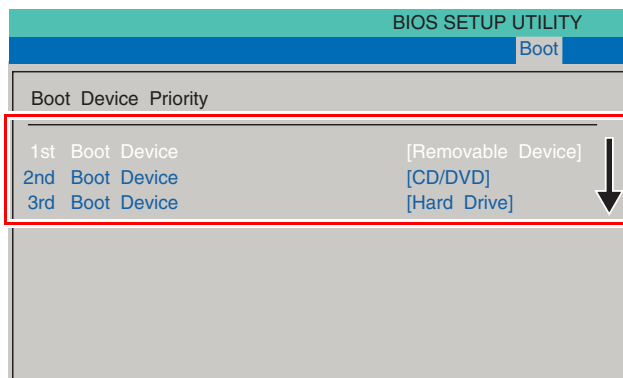 BIOS SETUP UTILITY
Boot
Boot Device Priority
1st Boot Device [Removable Device]
2nd Boot Device [CD/DVD]
3rd Boot Device [Hard Drive]